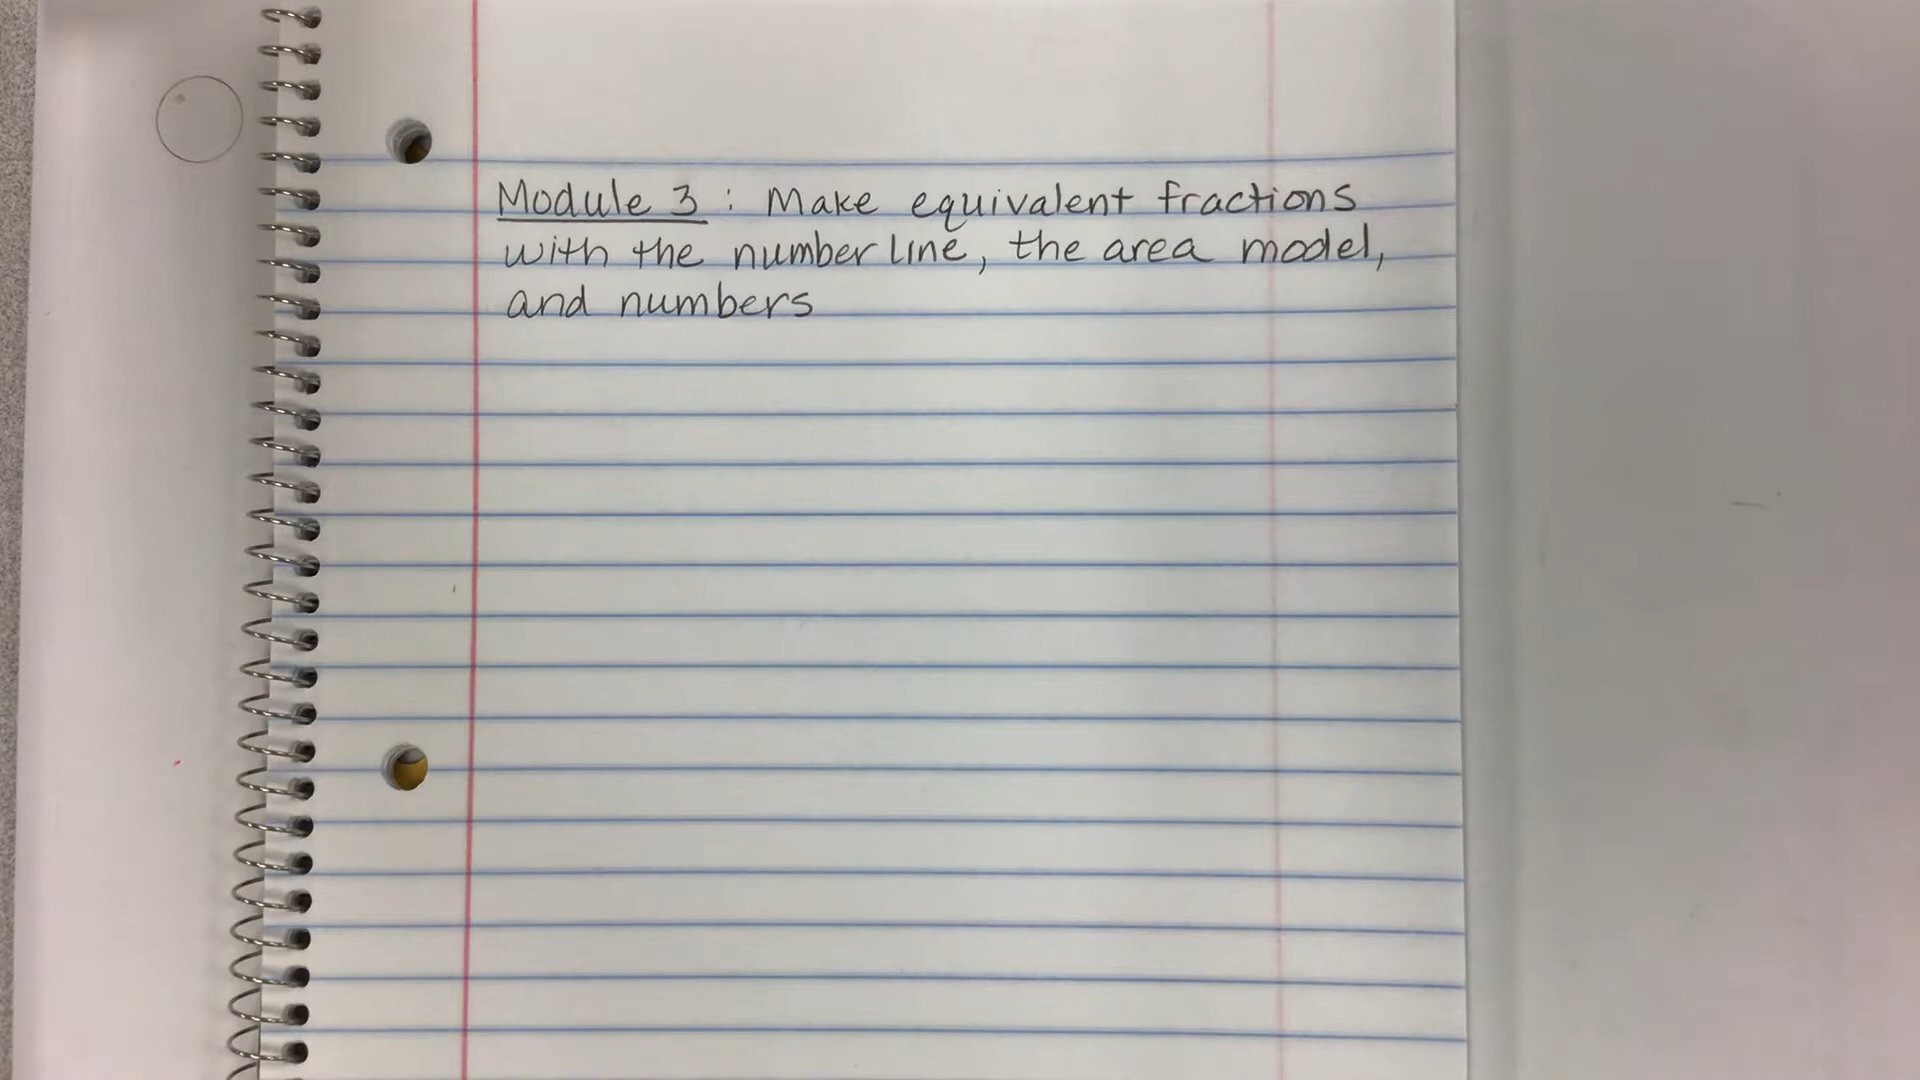 Module 3 : Make equivalent fractions
with the number line, the area model,
and numbers